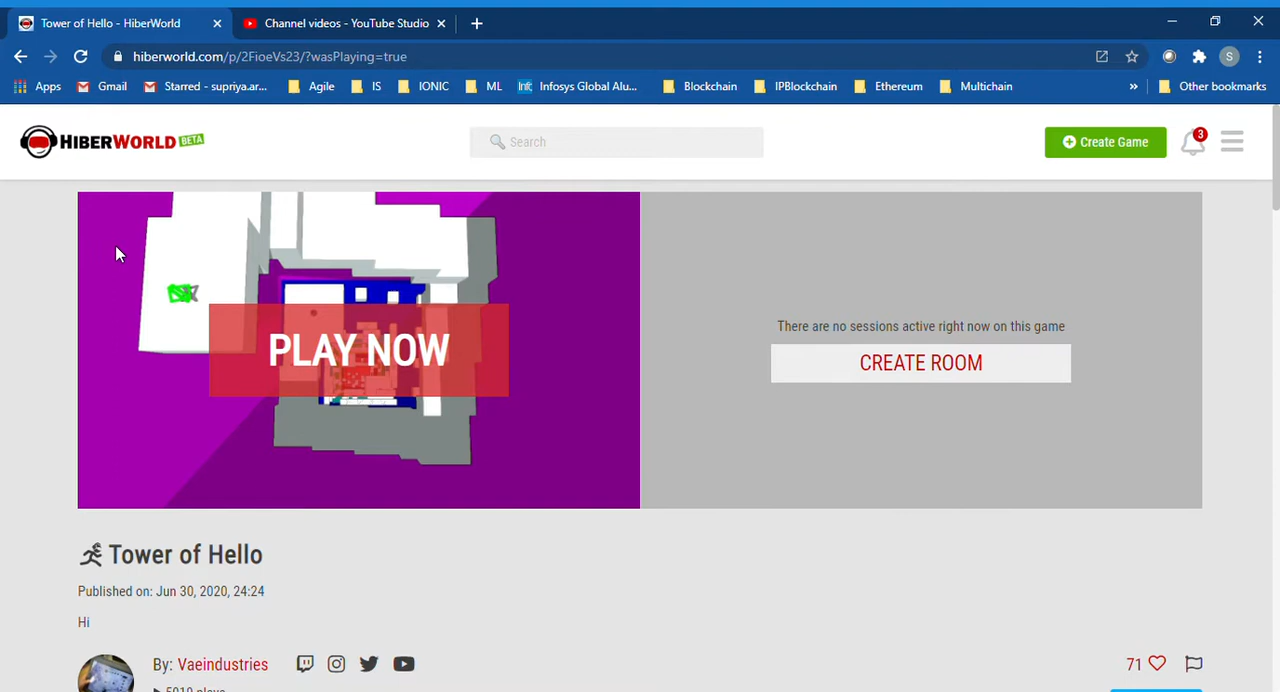 Tower of Hello - HiberWorld
Channel videos - YouTube Studio
hiberworld.com/p/2FioeVs23/?wasPlaying=true
S
Apps Gmail Starred - supriya.ar... Agile IS IONIC ML Infosys Global Alu... Blockchain IPBlockchain Ethereum Multichain » Other bookmarks
HIBERWORLD BETA
Search
Create Game
3
PLAY NOW
There are no sessions active right now on this game
CREATE ROOM
Tower of Hello
Published on: Jun 30, 2020, 24:24
Hi
By: Vaeindustries
71